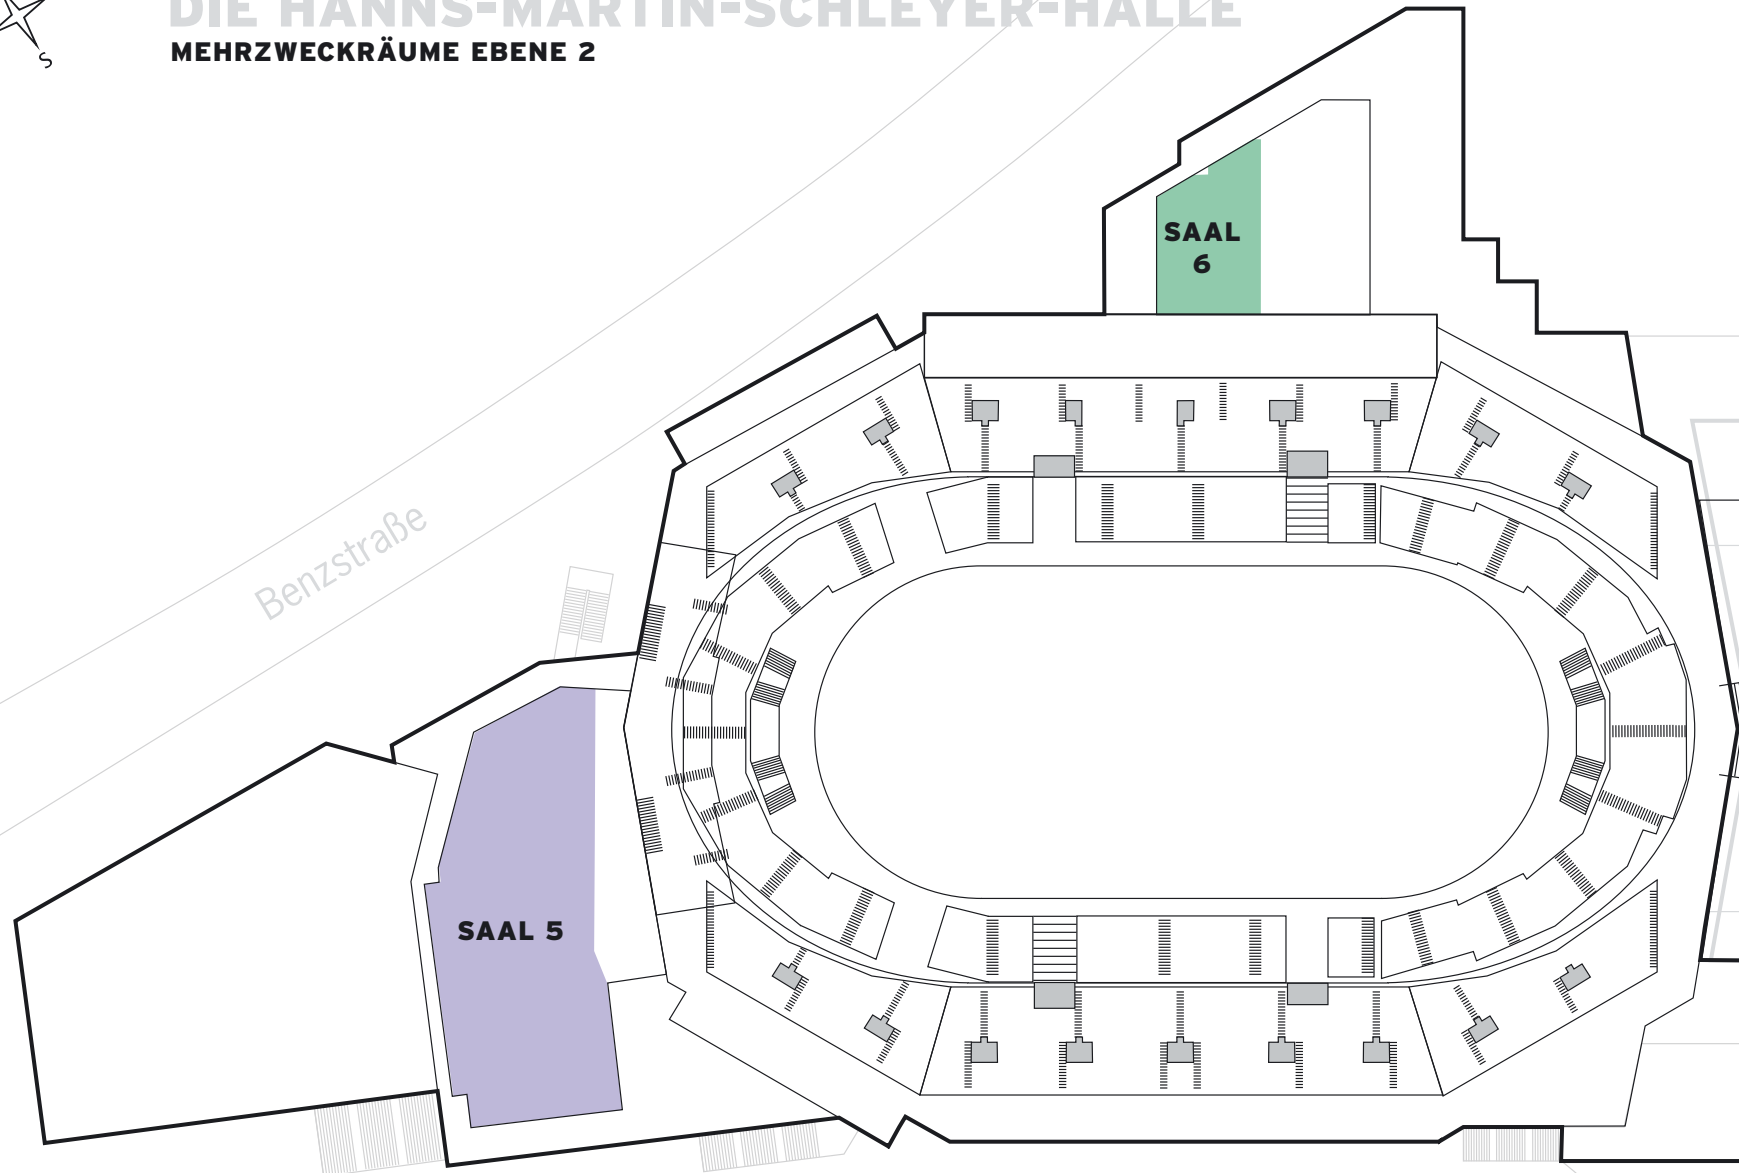 DIE HANNS-MARTIN-SCHLEYER-HALLE
MEHRZWECKRÄUME EBENE 2
S
SAAL
6
Benzstraße
SAAL 5